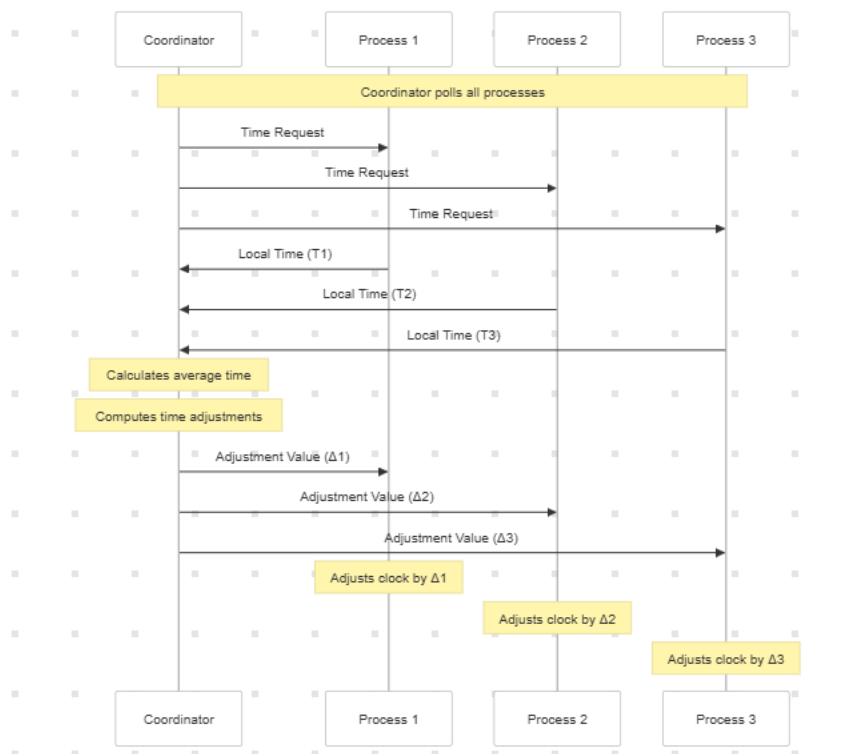 Coordinator
Process 1
Process 2
Process 3
Coordinator polls all processes
Time Request
Time Request
Time Request
Local Time (T1)
Local Time (T2)
Local Time (T3)
Calculates average time
Computes time adjustments
Adjustment Value (Δ1)
Adjustment Value (Δ2)
Adjustment Value (Δ3)
Adjusts clock by Δ1
Adjusts clock by Δ2
Adjusts clock by Δ3
Coordinator
Process 1
Process 2
Process 3